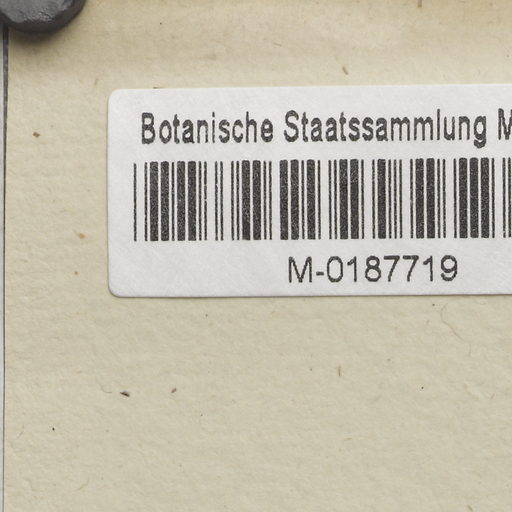 Botanische Staatssammlung M
M-0187719